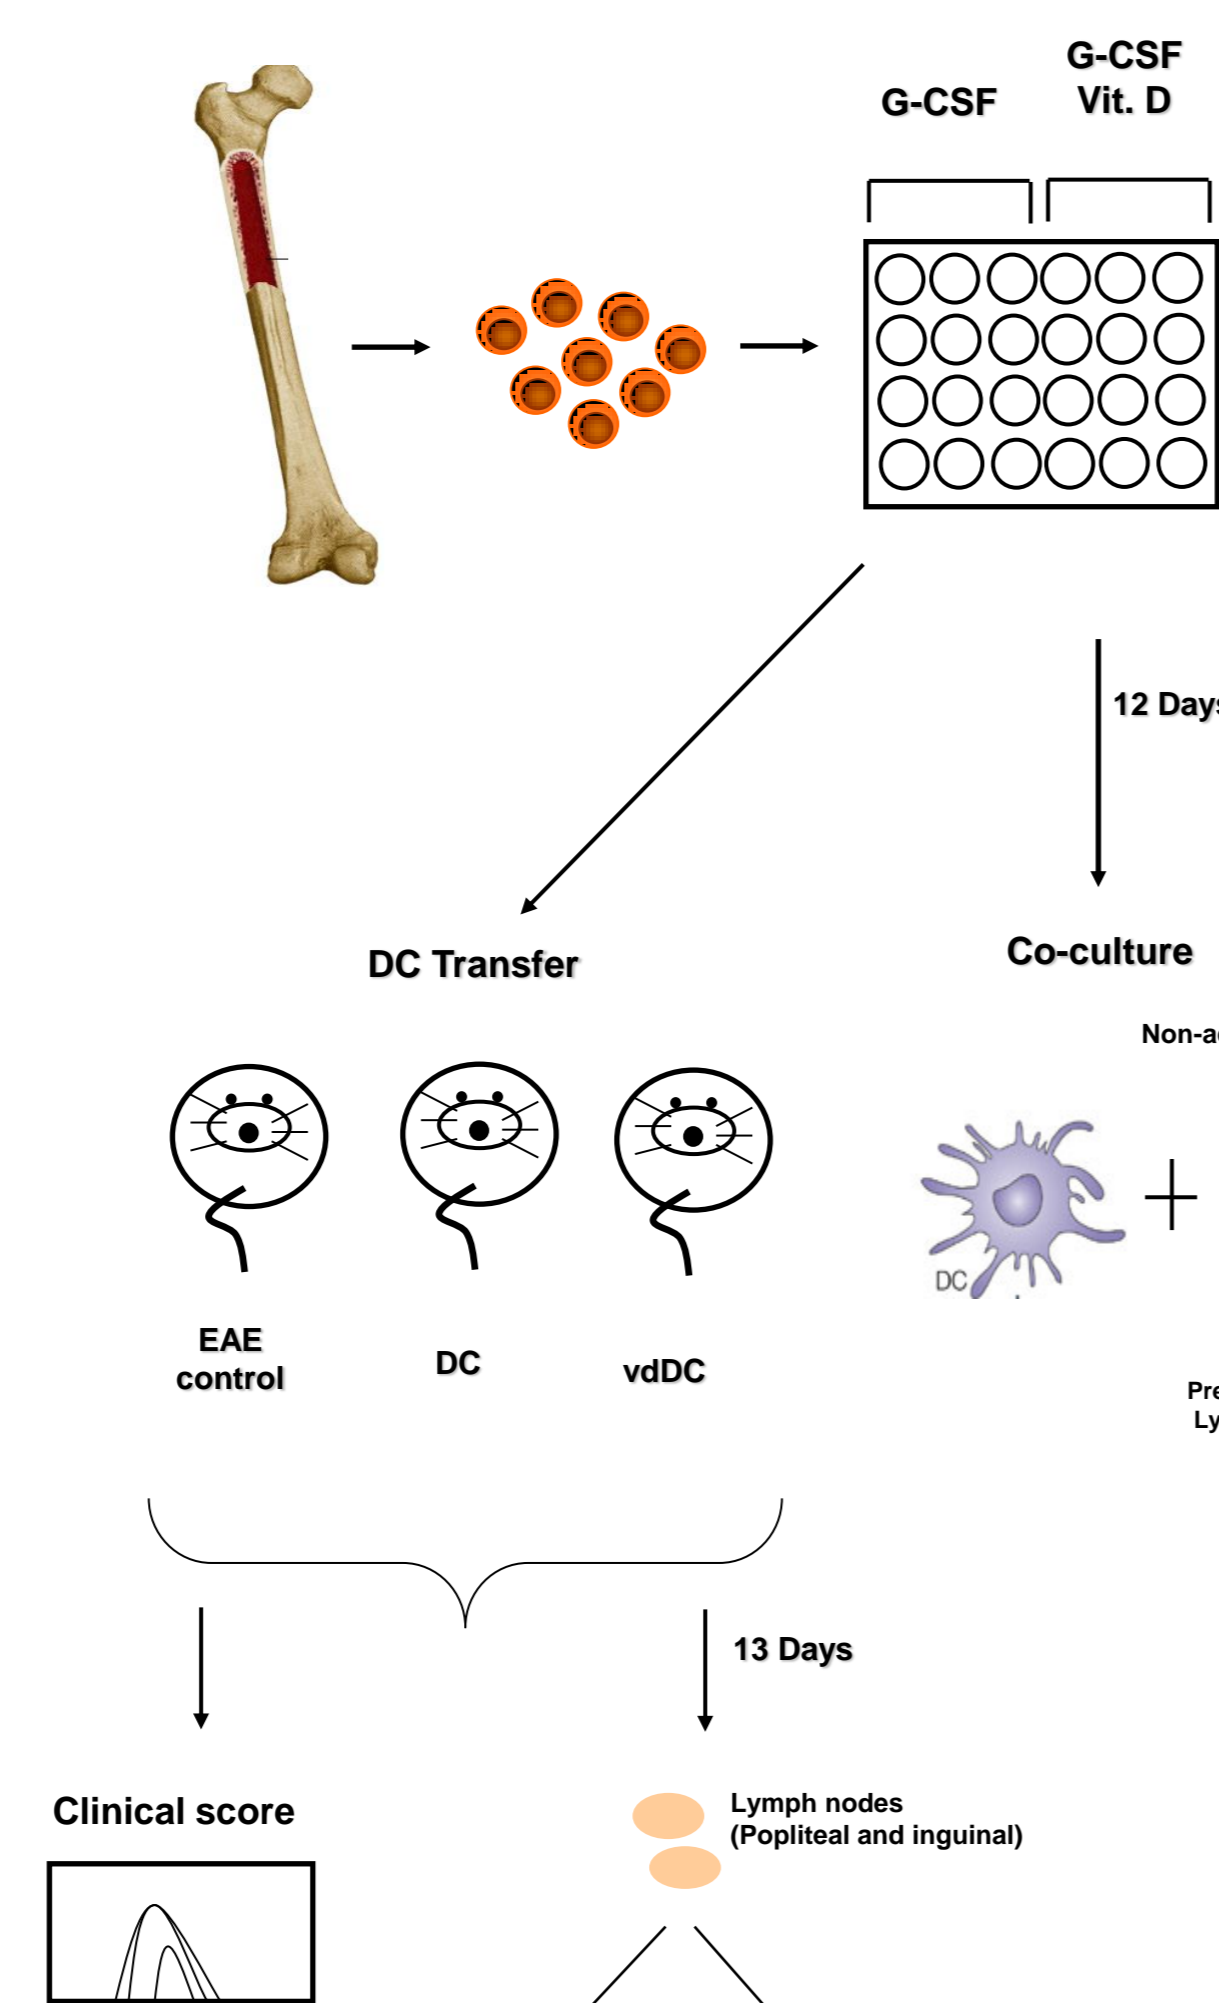 G-CSF
G-CSF
Vit. D
12 Days
DC Transfer
Co-culture
DC
EAE
control
DC
vdDC
13 Days
Clinical score
Lymph nodes
(Popliteal and inguinal)